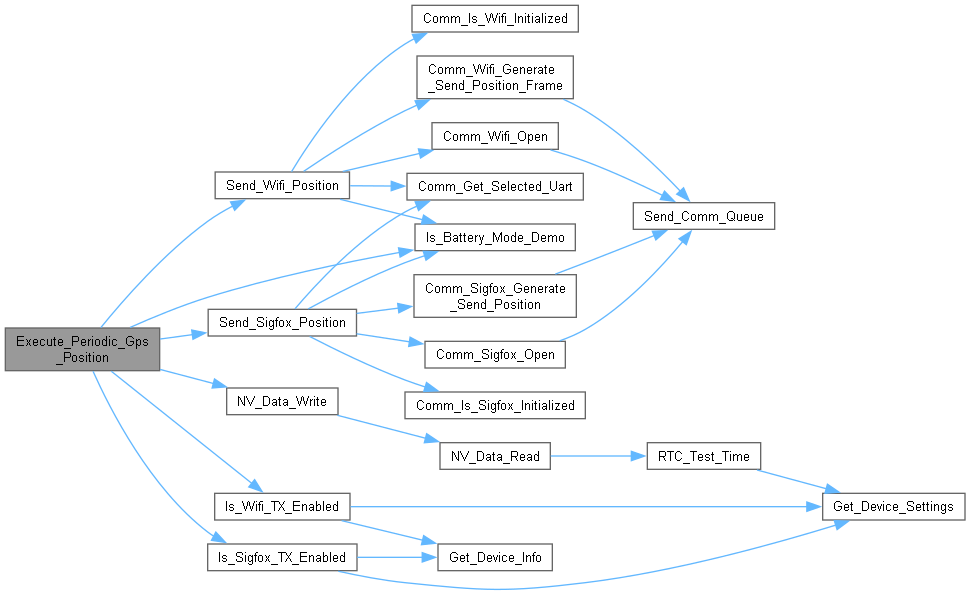 Comm_Is_Wifi_Initialized
Comm_Wifi_Generate
_Send_Position_Frame
Comm_Wifi_Open
Send_Wifi_Position
Comm_Get_Selected_Uart
Send_Comm_Queue
Is_Battery_Mode_Demo
Comm_Sigfox_Generate
_Send_Position
Send_Sigfox_Position
Execute_Periodic_Gps
_Position
Comm_Sigfox_Open
NV_Data_Write
Comm_Is_Sigfox_Initialized
NV_Data_Read
RTC_Test_Time
Is_Wifi_TX_Enabled
Get_Device_Settings
Is_Sigfox_TX_Enabled
Get_Device_Info